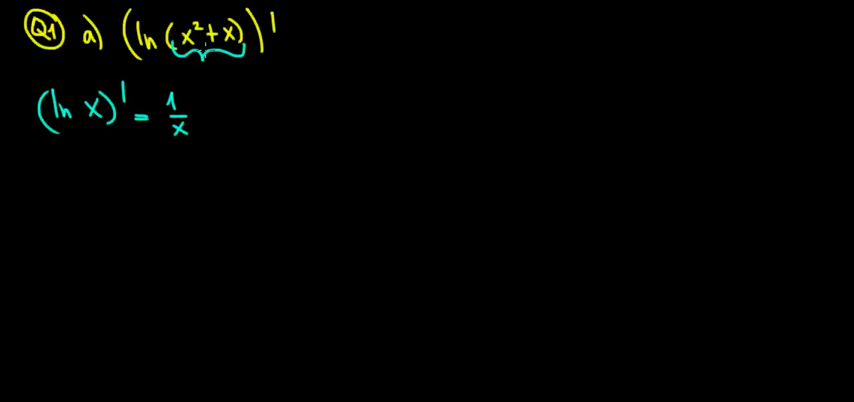 Q1 a) (ln (x² + x))'
(ln x)' = 1/x